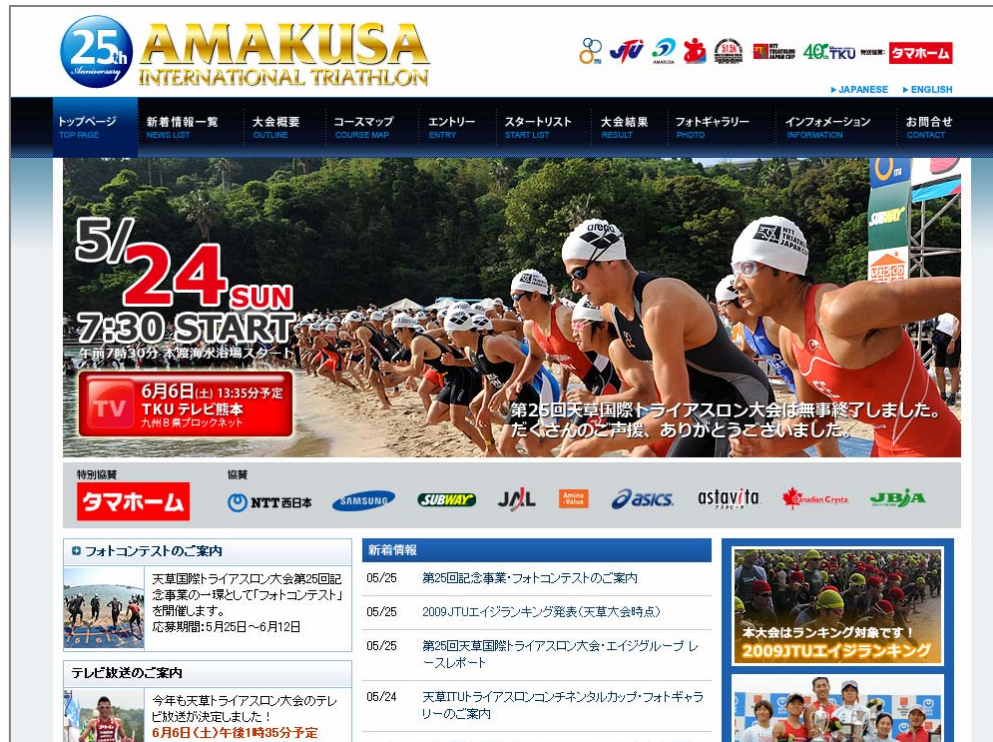 25th
Anniversary
AMAKUSA
INTERNATIONAL TRIATHLON
JTU
51.5k
TKU
特別協賛:
タマホーム
JAPANESE
ENGLISH
トップページ
TOP PAGE
新着情報一覧
NEWS LIST
大会概要
OUTLINE
コースマップ
COURSE MAP
エントリー
ENTRY
スタートリスト
START LIST
大会結果
RESULT
フォトギャラリー
PHOTO
インフォメーション
INFORMATION
お問合せ
CONTACT
5/24 SUN
7:30 START
午前7時30分 本渡海水浴場スタート
TV
6月6日(土) 13:35分予定
TKU テレビ熊本
九州8県ブロックネット
arena
NTT TRIATHLON JAPAN CUP
SUBWAY
第25回天草国際トライアスロン大会は無事終了しました。
たくさんのご声援、ありがとうございました。
特別協賛
協賛
タマホーム
NTT西日本
SAMSUNG
SUBWAY
JAL
Amino-Value
asics.
astavita
アスタビータ
Canadian Crysta
JBJA
フォトコンテストのご案内
天草国際トライアスロン大会第25回記
念事業の一環として「フォトコンテスト」
を開催します。
応募期間:5月25日～6月12日
テレビ放送のご案内
今年も天草トライアスロン大会のテレ
ビ放送が決定しました！
6月6日(土)午後1時35分予定
新着情報
05/25 第25回記念事業・フォトコンテストのご案内
05/25 2009JTUエイジランキング発表（天草大会時点）
05/25 第25回天草国際トライアスロン大会・エイジグループ レ
ースレポート
05/24 天草ITUトライアスロンコンチネンタルカップ・フォトギャラ
リーのご案内
本大会はランキング対象です！
2009JTUエイジランキング